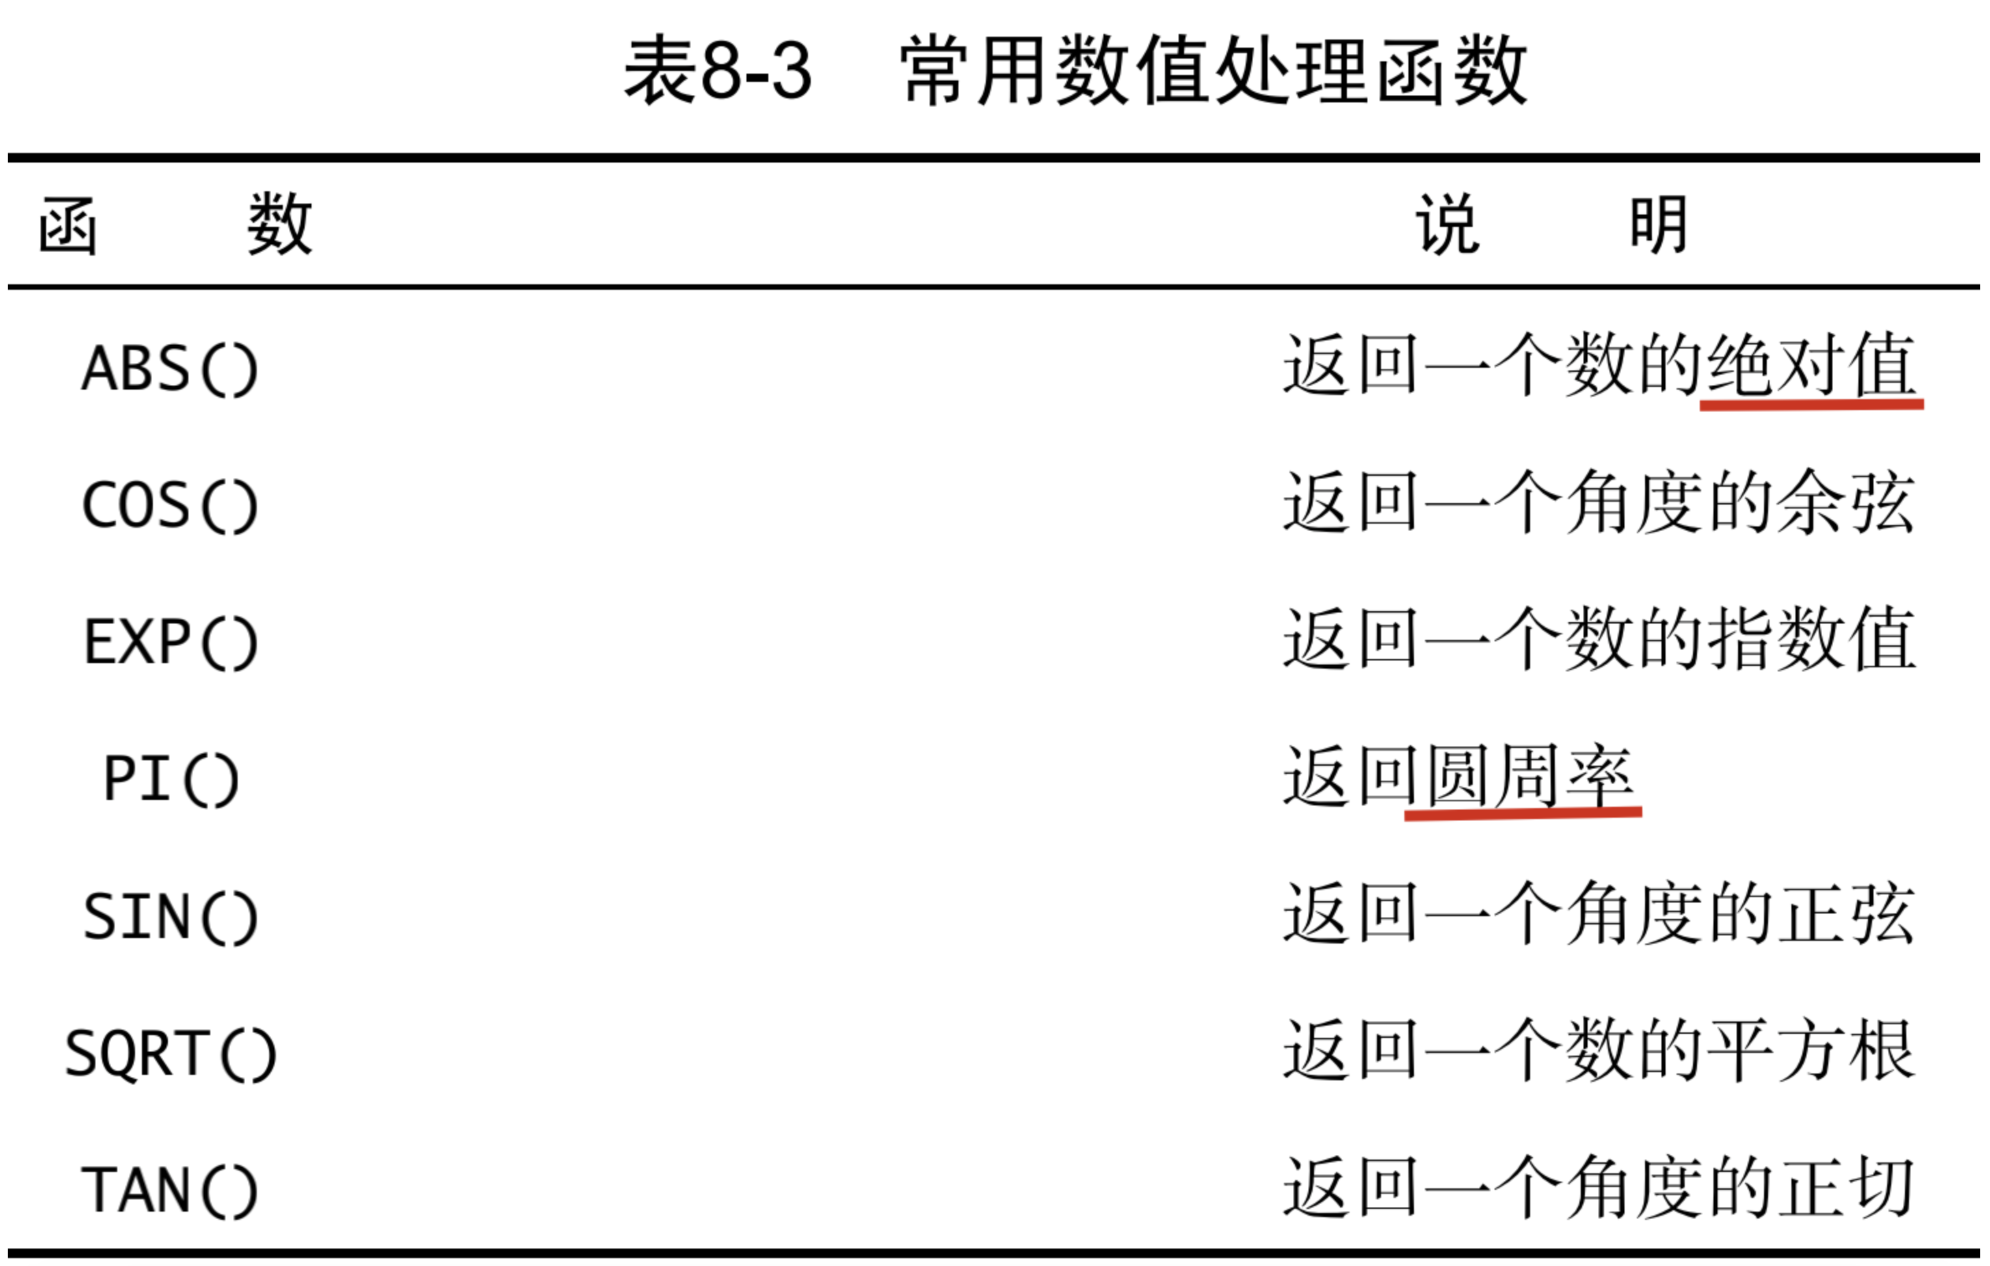 表8-3 常用数值处理函数
函 数 说 明
ABS() 返回一个数的绝对值
COS() 返回一个角度的余弦
EXP() 返回一个数的指数值
PI() 返回圆周率
SIN() 返回一个角度的正弦
SQRT() 返回一个数的平方根
TAN() 返回一个角度的正切